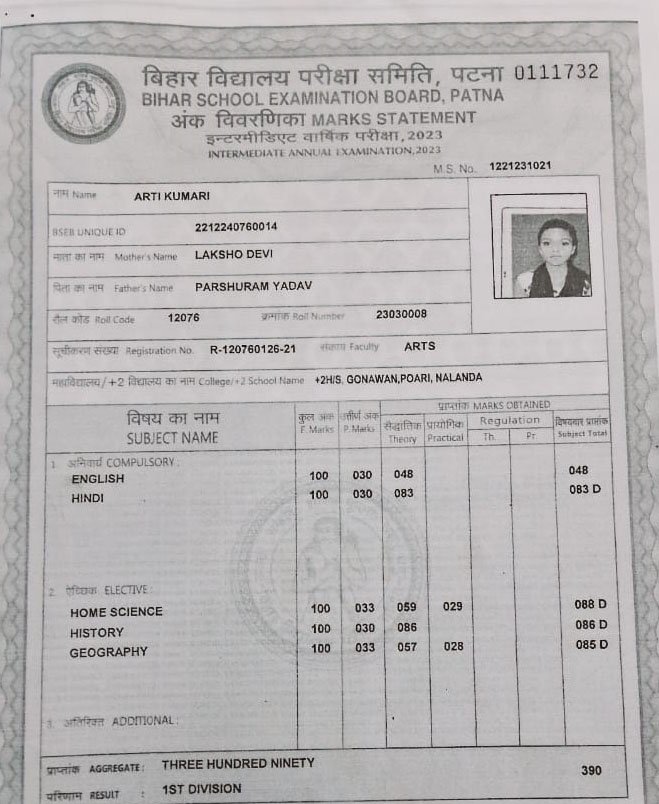 बिहार विद्यालय परीक्षा समिति, पटना 0111732
BIHAR SCHOOL EXAMINATION BOARD, PATNA
अंक विवरणिका MARKS STATEMENT
इन्टरमीडिएट वार्षिक परीक्षा, 2023
INTERMEDIATE ANNUAL EXAMINATION, 2023
M.S. No. 1221231021
नाम Name ARTI KUMARI
BSEB UNIQUE ID 2212240760014
माता का नाम Mother's Name LAKSHO DEVI
पिता का नाम Father's Name PARSHURAM YADAV
रौल कोड Roll Code 12076 क्रमांक Roll Number 23030008
सूचीकरण संख्या Registration No. R-120760126-21 संकाय Faculty ARTS
महाविद्यालय/+2 विद्यालय का नाम College/+2 School Name +2H/S. GONAWAN,POARI, NALANDA
विषय का नाम कुल अंक उत्तीर्ण अंक प्राप्तांक MARKS OBTAINED
SUBJECT NAME F.Marks P.Marks सैद्धांतिक Theory प्रायोगिक Practical Regulation Th. Pr. विषयवार प्राप्तांक Subject Total
1. अनिवार्य COMPULSORY :
ENGLISH 100 030 048 048
HINDI 100 030 083 083 D
2. ऐच्छिक ELECTIVE :
HOME SCIENCE 100 033 059 029 088 D
HISTORY 100 030 086 086 D
GEOGRAPHY 100 033 057 028 085 D
3. अतिरिक्त ADDITIONAL :
प्राप्तांक AGGREGATE : THREE HUNDRED NINETY 390
परिणाम RESULT : 1ST DIVISION